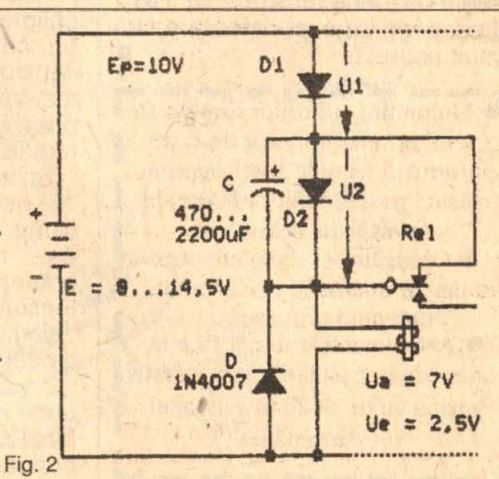 Ep=10V
D1
U1
C
+
470...
2200uF
U2
D2
Rel
+
-
E = 9...14,5V
D
1N4007
Ua = 7V
Ue = 2,5V
Fig. 2